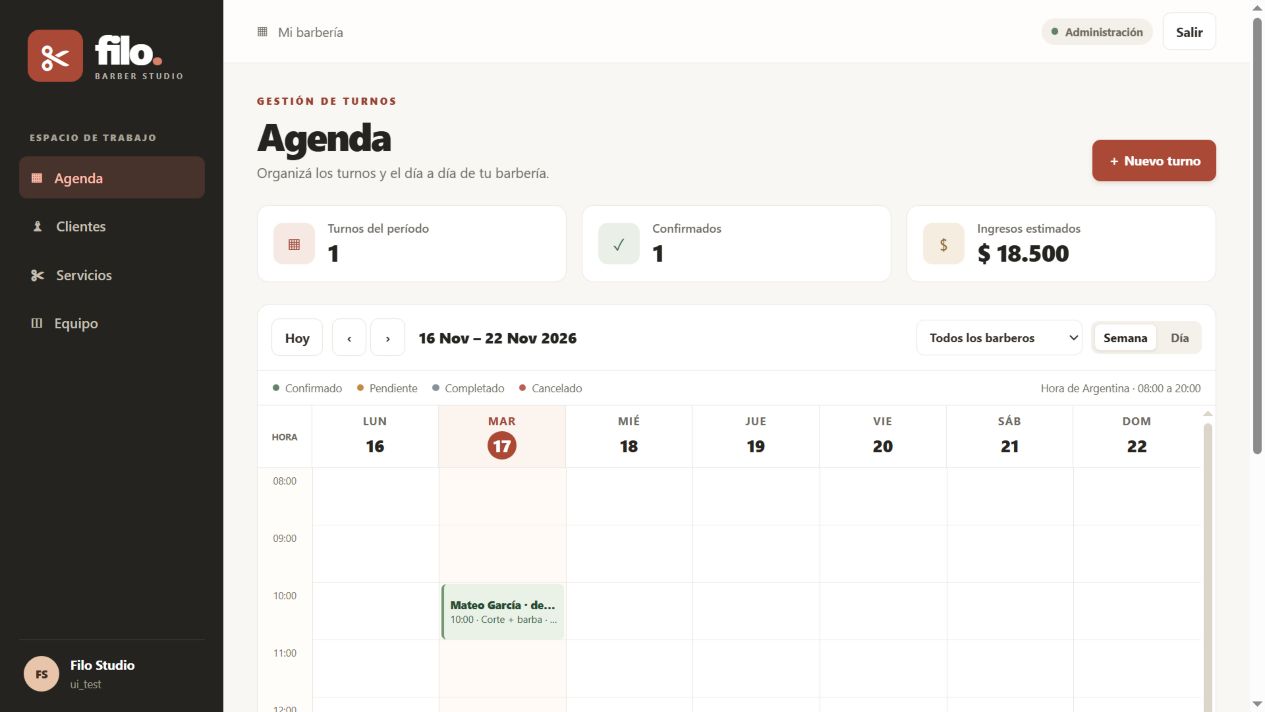 filo.
BARBER STUDIO
ESPACIO DE TRABAJO
Agenda
Clientes
Servicios
Equipo
FS
Filo Studio
ui_test
Mi barbería
Administración
Salir
GESTIÓN DE TURNOS
Agenda
Organizá los turnos y el día a día de tu barbería.
+ Nuevo turno
Turnos del período
1
✓
Confirmados
1
$
Ingresos estimados
$ 18.500
Hoy
‹
›
16 Nov – 22 Nov 2026
Todos los barberos
Semana
Día
Confirmado
Pendiente
Completado
Cancelado
Hora de Argentina · 08:00 a 20:00
HORA
LUN
16
MAR
17
MIÉ
18
JUE
19
VIE
20
SÁB
21
DOM
22
08:00
09:00
10:00
Mateo García · de...
10:00 · Corte + barba · ...
11:00
12:00